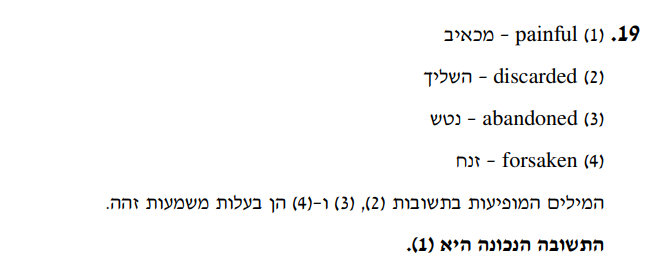 19. (1) painful – מכאיב
(2) discarded – השליך
(3) abandoned – נטש
(4) forsaken – זנח
המילים המופיעות בתשובות (2), (3) ו-(4) הן בעלות משמעות זהה.
התשובה הנכונה היא (1).